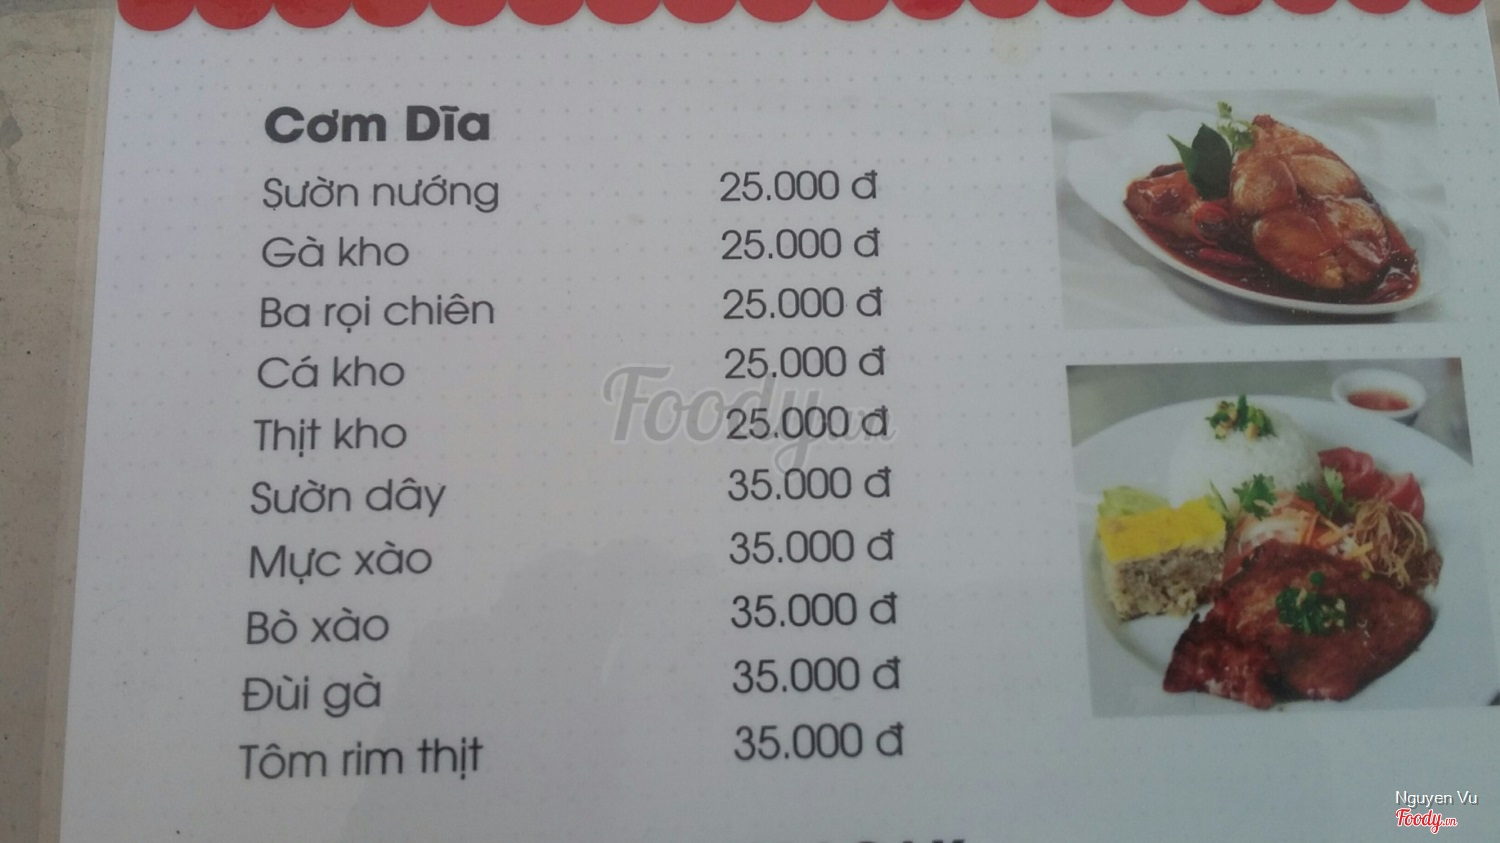 Cơm Dĩa
Sườn nướng 25.000 đ
Gà kho 25.000 đ
Ba rọi chiên 25.000 đ
Cá kho 25.000 đ
Thịt kho 25.000 đ
Sườn dây 35.000 đ
Mực xào 35.000 đ
Bò xào 35.000 đ
Đùi gà 35.000 đ
Tôm rim thịt 35.000 đ
Foody.vn
Nguyen Vu
Foody.vn